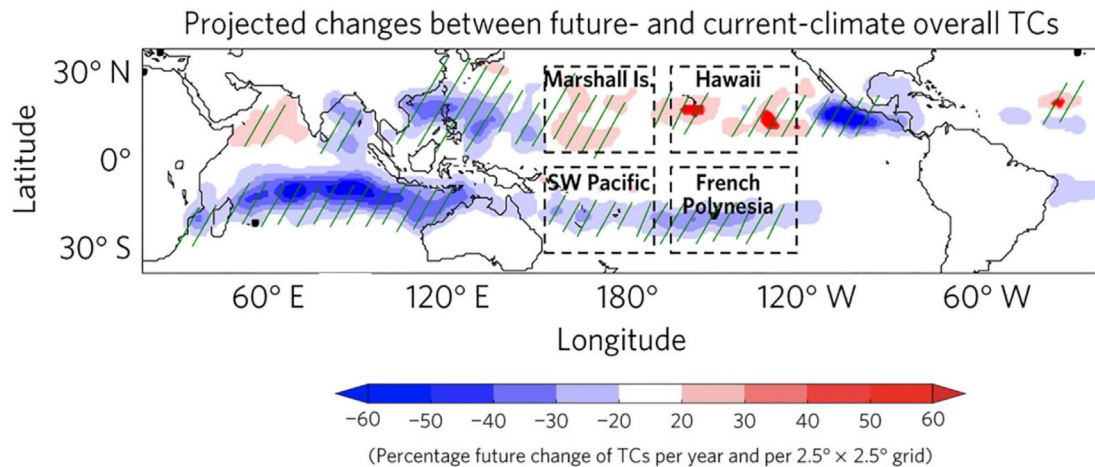 Projected changes between future- and current-climate overall TCs
30° N
0°
30° S
Latitude
Marshall Is.
Hawaii
SW Pacific
French
Polynesia
60° E
120° E
180°
120° W
60° W
Longitude
−60
−50
−30
−20
20
30
50
60
(Percentage future change of TCs per year and per 2.5° × 2.5° grid)